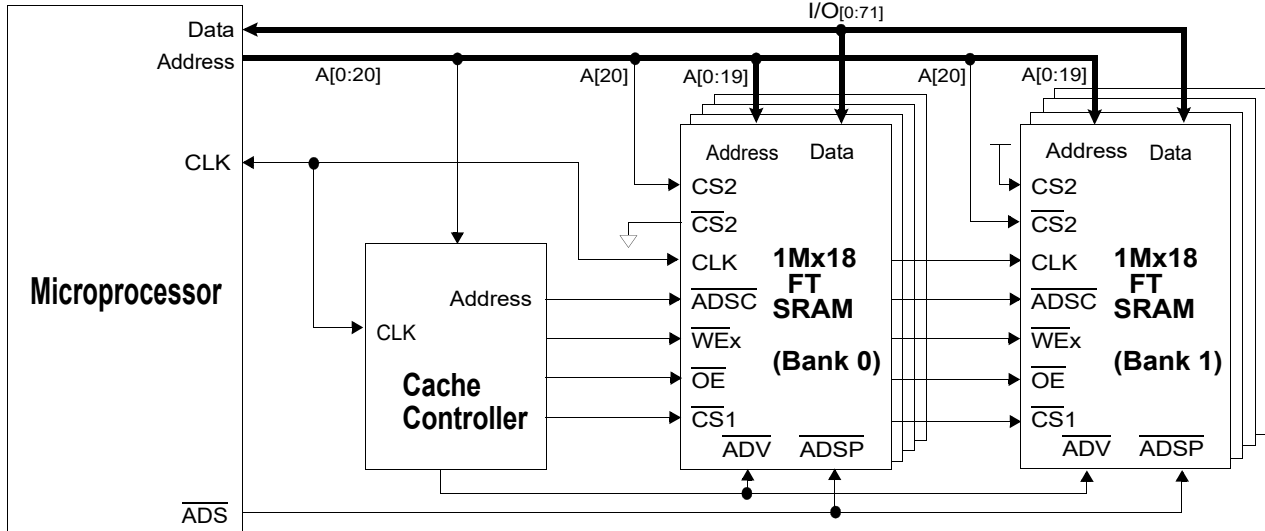 I/O[0:71]
Data
Address
A[0:20]
A[20]
A[0:19]
A[20]
A[0:19]
CLK
Microprocessor
ADS
Address
CLK
Cache
Controller
Address Data
CS2
CS2
CLK
ADSC
WEx
OE
CS1
ADV ADSP
1Mx18
FT
SRAM
(Bank 0)
Address Data
CS2
CS2
CLK
ADSC
WEx
OE
CS1
ADV ADSP
1Mx18
FT
SRAM
(Bank 1)